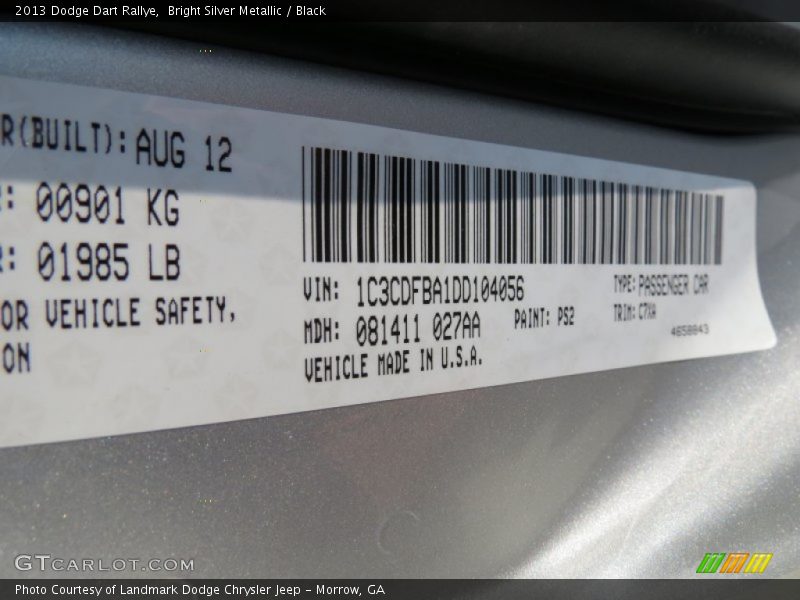 2013 Dodge Dart Rallye,  Bright Silver Metallic / Black
R(BUILT): AUG 12
R: 00901 KG
R: 01985 LB
OR VEHICLE SAFETY,
ON
VIN: 1C3CDFBA1DD104056
TYPE: PASSENGER CAR
MDH: 081411 027AA
PAINT: PS2
TRIM: C7XA
4658843
VEHICLE MADE IN U.S.A.
GTCARLOT.COM
Photo Courtesy of Landmark Dodge Chrysler Jeep – Morrow, GA